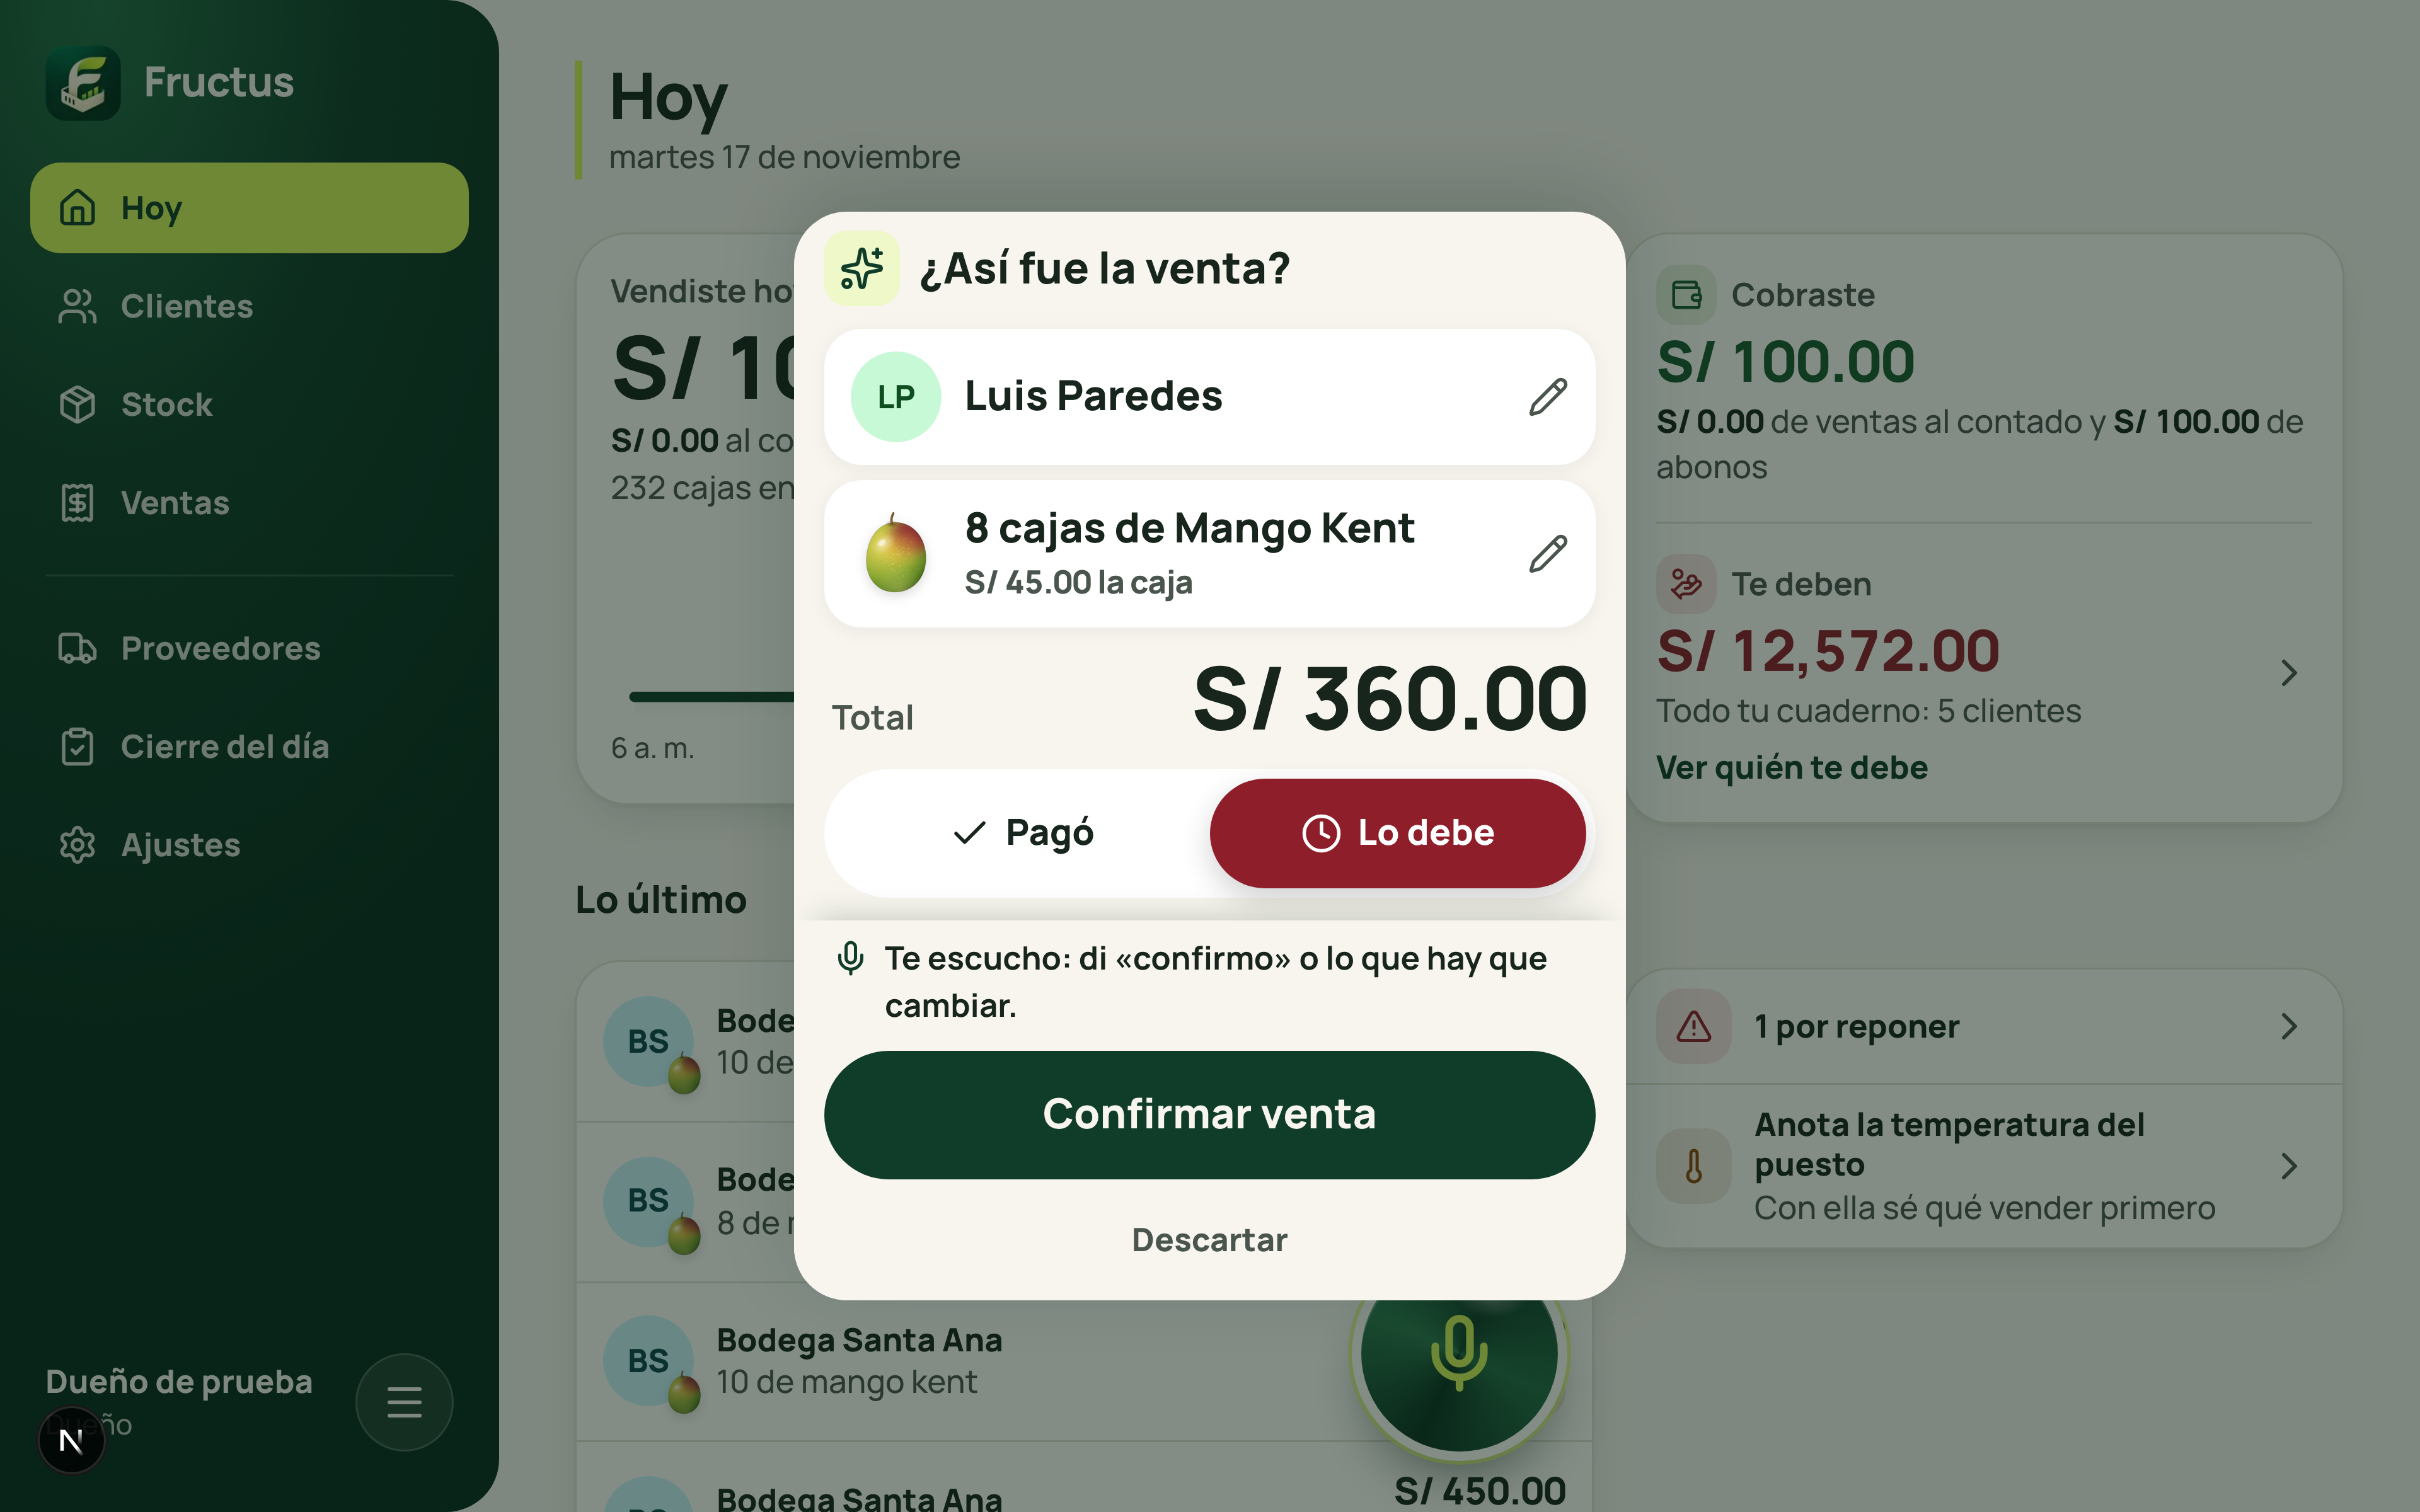 Fructus
Hoy
Clientes
Stock
Ventas
Proveedores
Cierre del día
Ajustes
Dueño de prueba
N
Hoy
martes 17 de noviembre
Vendiste
S/ 10
S/ 0.00 al
232 cajas en
6 a. m.
¿Así fue la venta?
LP
Luis Paredes
8 cajas de Mango Kent
S/ 45.00 la caja
Total
S/ 360.00
Pagó
Lo debe
Te escucho: di «confirmo» o lo que hay que
cambiar.
Confirmar venta
Descartar
Cobraste
S/ 100.00
S/ 0.00 de ventas al contado y S/ 100.00 de
abonos
Te deben
S/ 12,572.00
Todo tu cuaderno: 5 clientes
Ver quién te debe
Lo último
BS
10 de
BS
8 de
BS
Bodega Santa Ana
10 de mango kent
Bodega Santa Ana
S/ 450.00
1 por reponer
Anota la temperatura del
puesto
Con ella sé qué vender primero